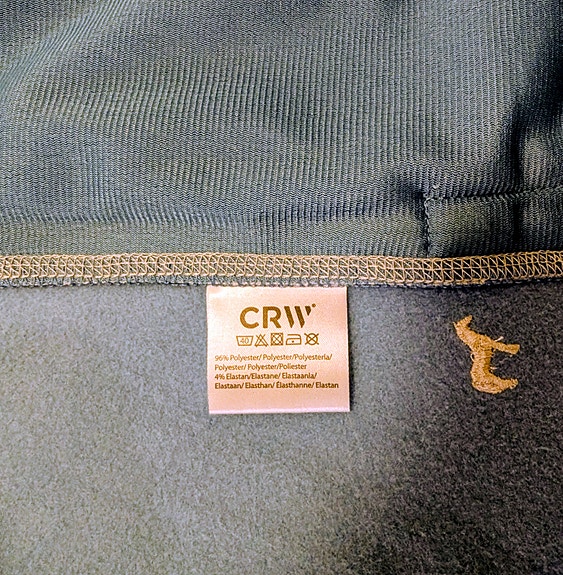 CRW®
40
96% Polyester/ Polyester/Polyesteria/
Polyester/ Polyester/Poliester
4% Elastan/Elastane/ Elastaania/
Elastaan/ Elasthan/ Élasthanne/ Elastan